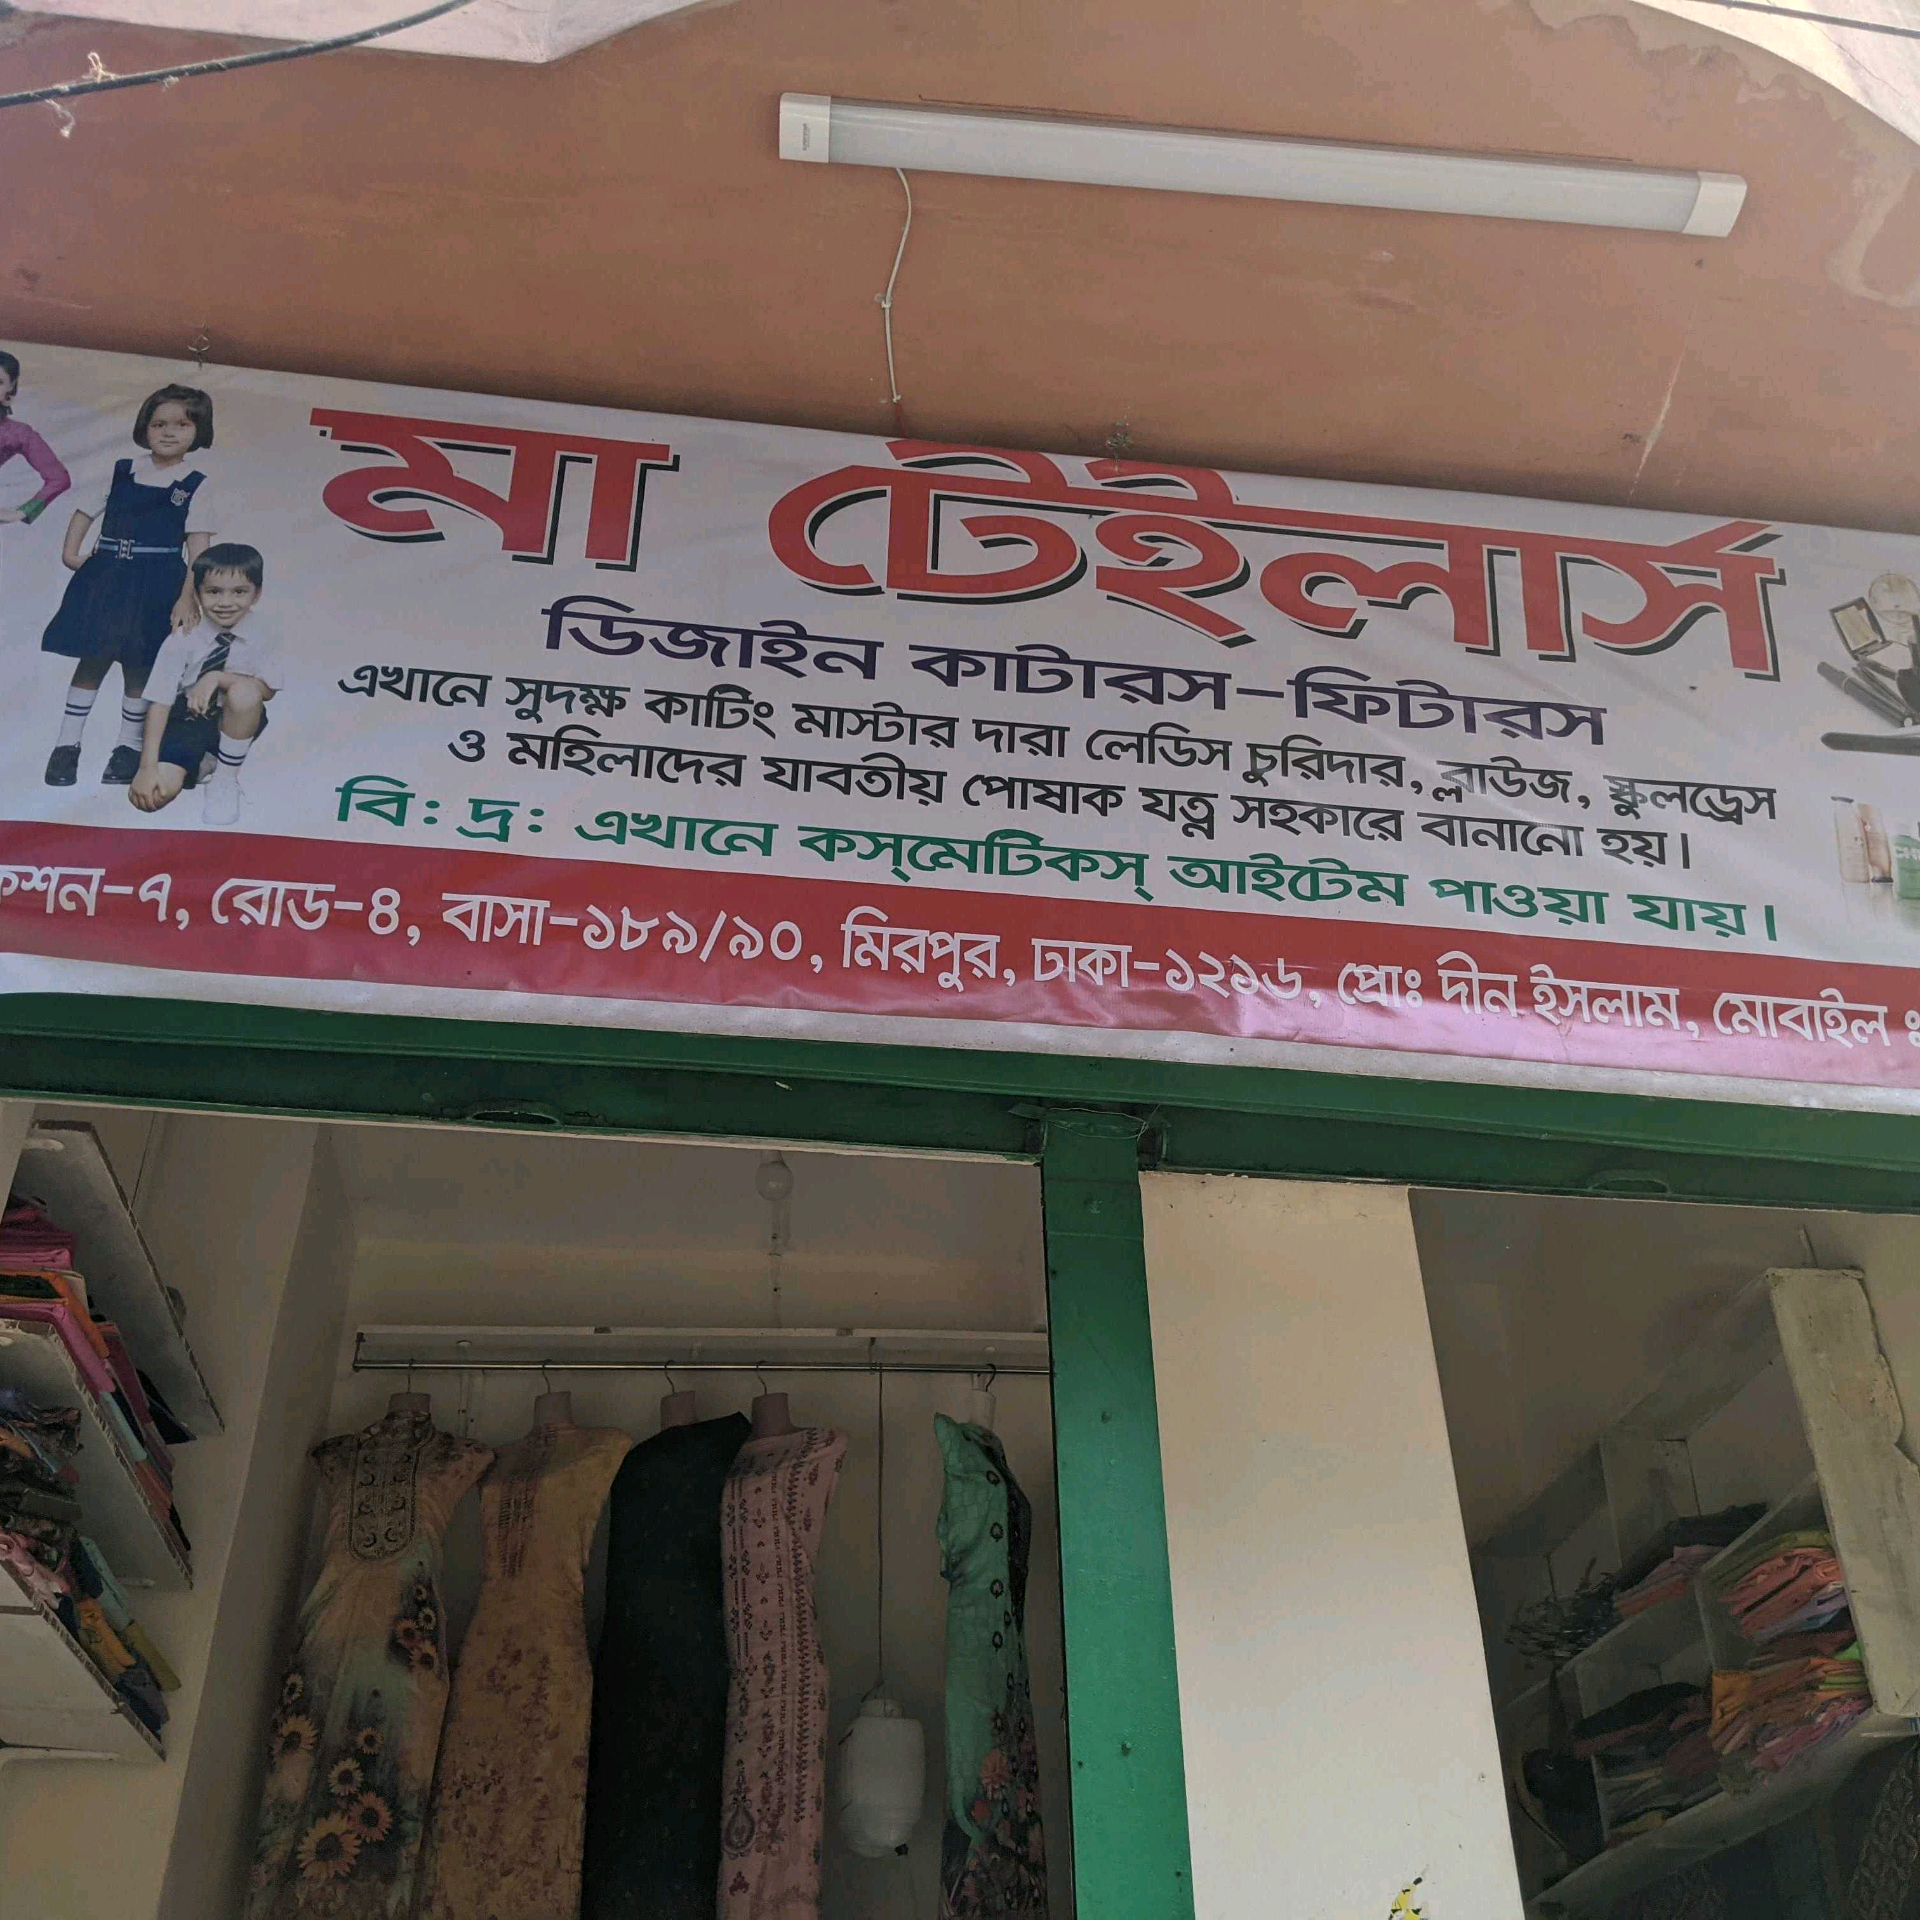 মা টেইলার্স
ডিজাইন কাটারস-ফিটারস
এখানে সুদক্ষ কাটিং মাস্টার দারা লেডিস চুরিদার, ব্লাউজ, স্কুলড্রেস
ও মহিলাদের যাবতীয় পোষাক যত্ন সহকারে বানানো হয়।
বি: দ্র: এখানে কস্‌মেটিকস্ আইটেম পাওয়া যায়।
কশন-৭, রোড-৪, বাসা-১৮৯/৯০, মিরপুর, ঢাকা-১২১৬, প্রোঃ দীন ইসলাম, মোবাইল ঃ